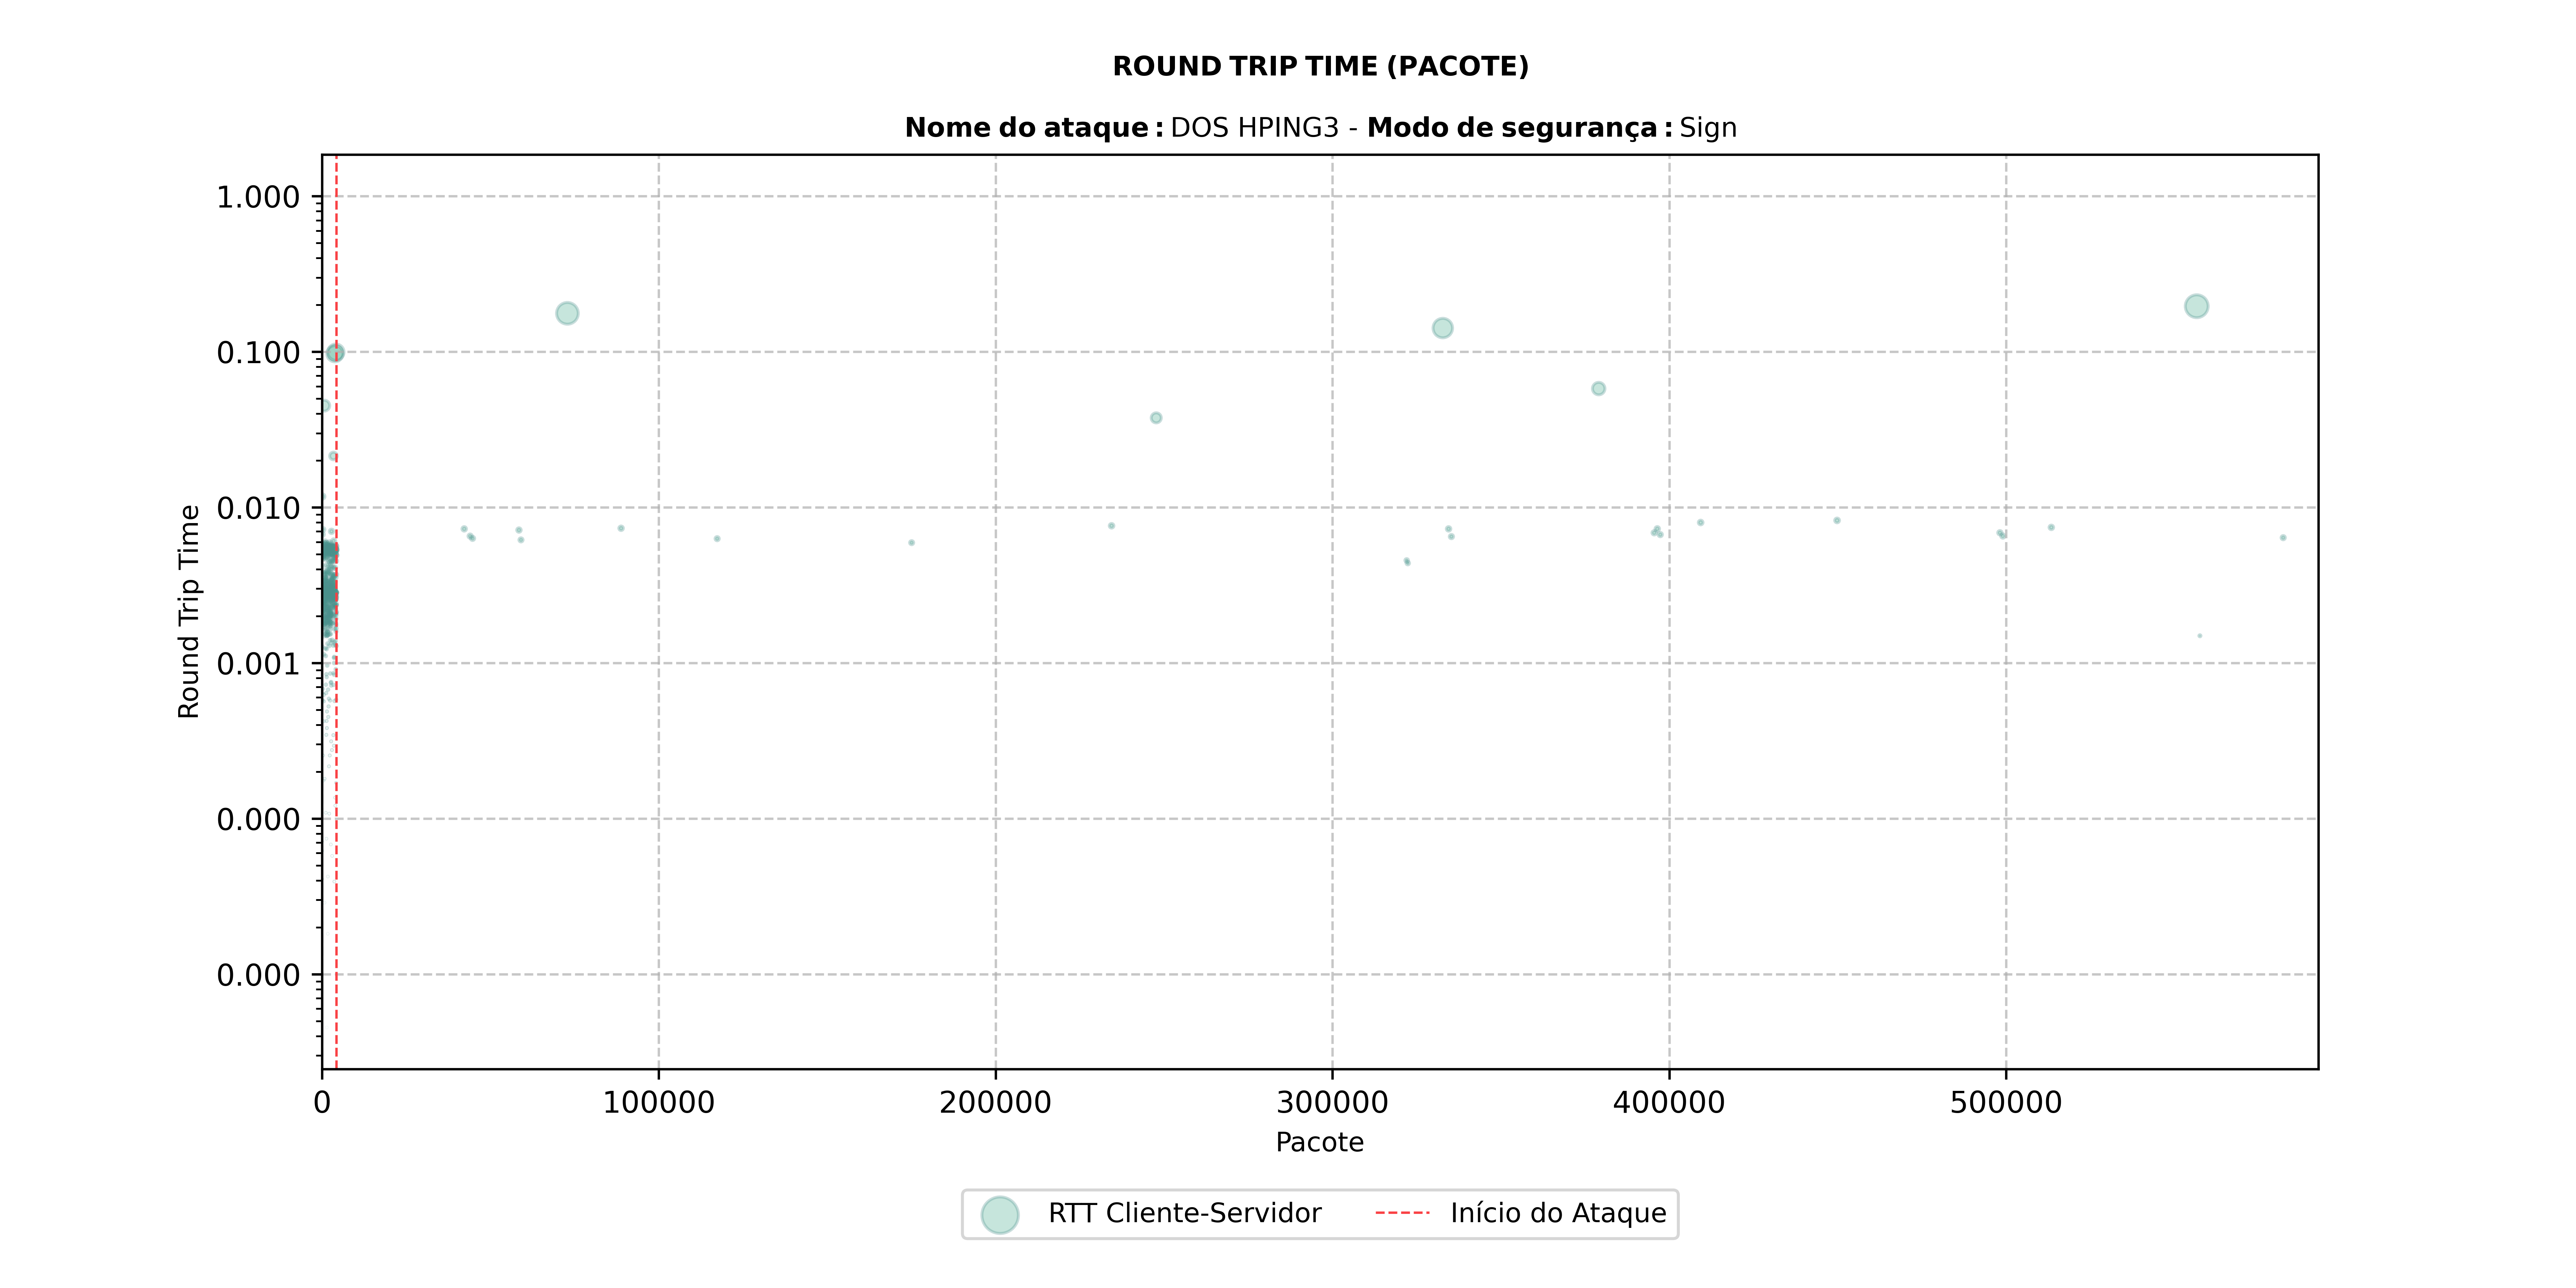 ROUND TRIP TIME (PACOTE)
Nome do ataque: DOS HPING3 - Modo de segurança: Sign
1.000
0.100
0.010
0.001
0.000
0.000
Round Trip Time
0 100000 200000 300000 400000 500000
Pacote
RTT Cliente-Servidor Início do Ataque